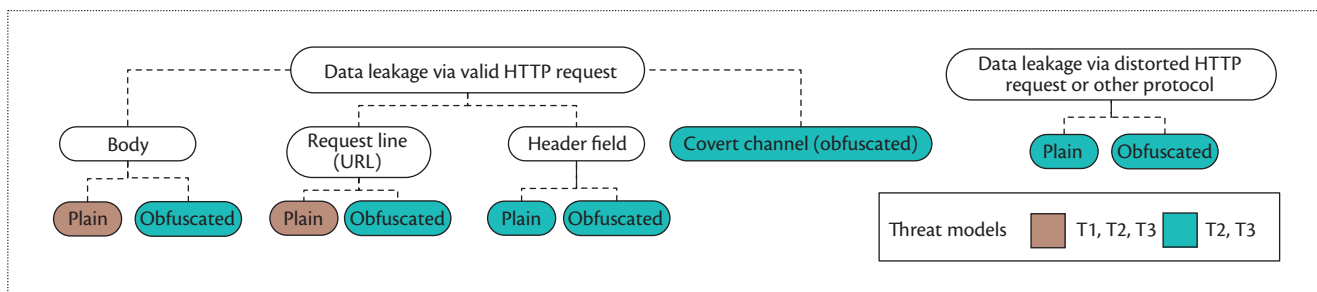 Data leakage via valid HTTP request
Data leakage via distorted HTTP
request or other protocol
Body
Request line
(URL)
Header field
Covert channel (obfuscated)
Plain
Obfuscated
Plain
Obfuscated
Plain
Obfuscated
Plain
Obfuscated
Threat models
T1, T2, T3
T2, T3